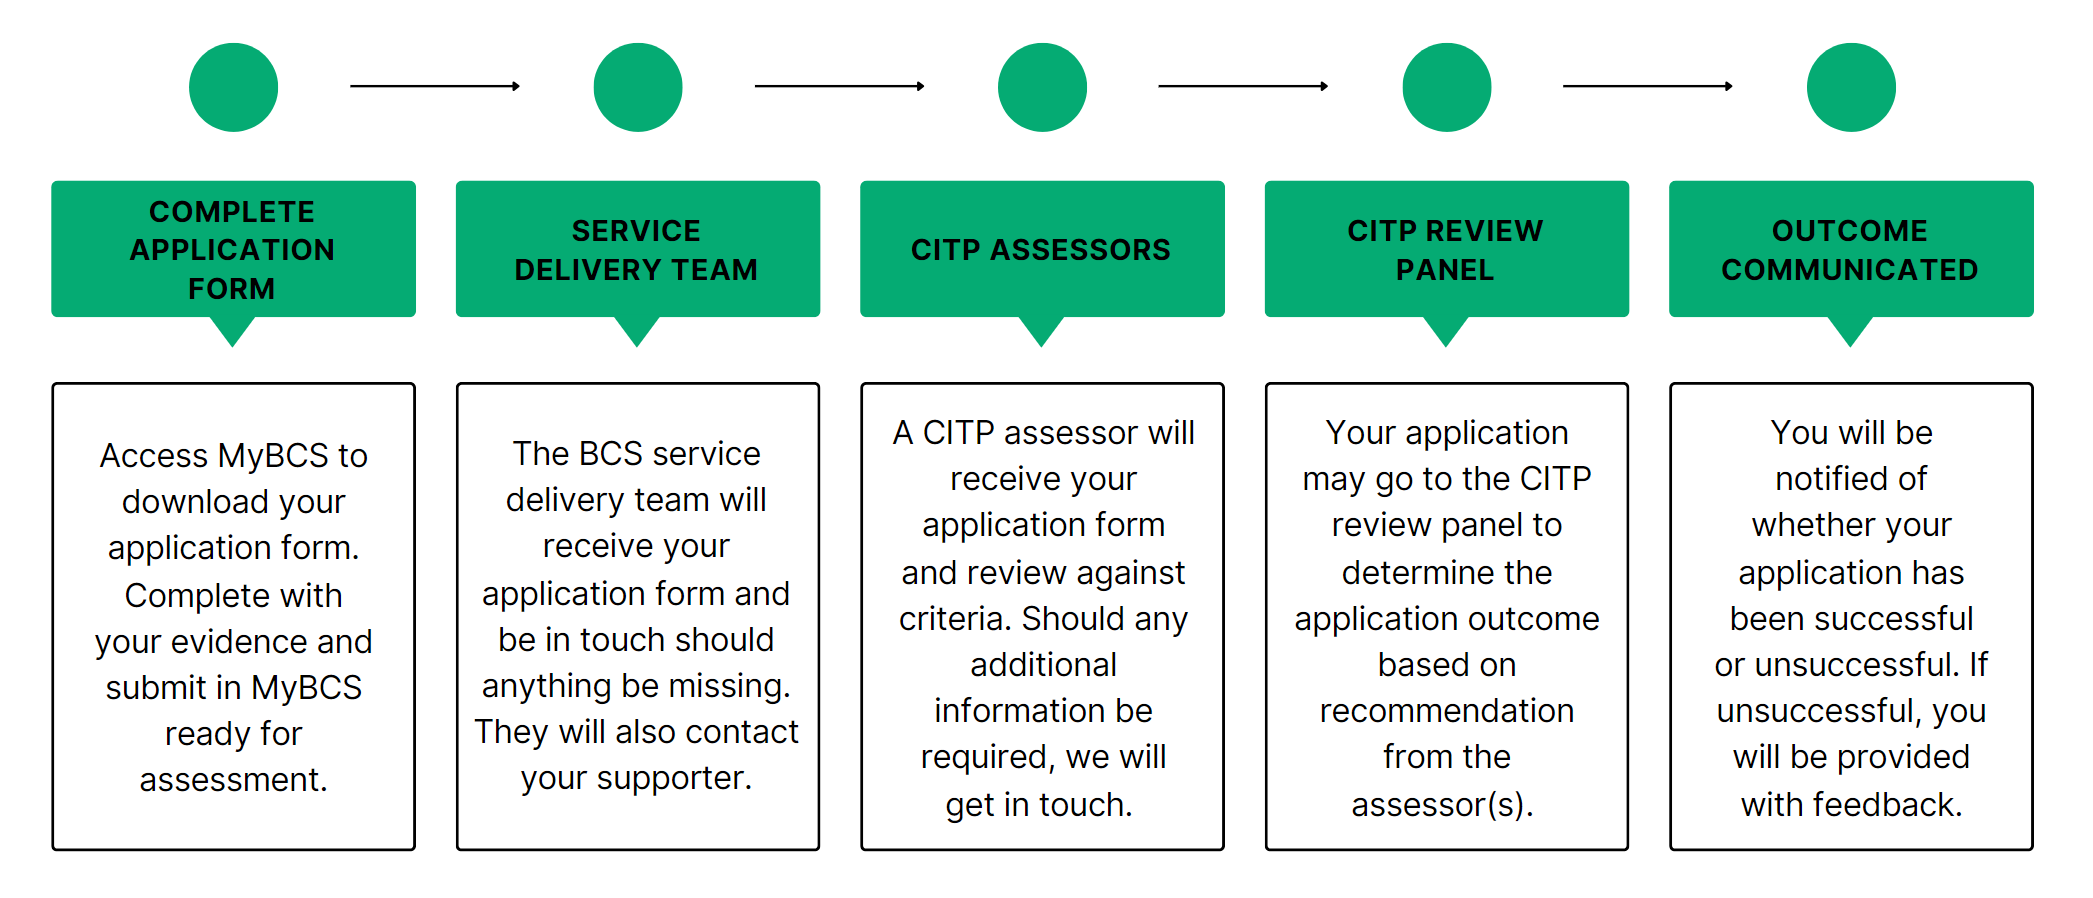 COMPLETE
APPLICATION
FORM
Access MyBCS to
download your
application form.
Complete with
your evidence and
submit in MyBCS
ready for
assessment.
SERVICE
DELIVERY TEAM
The BCS service
delivery team will
receive your
application form and
be in touch should
anything be missing.
They will also contact
your supporter.
CITP ASSESSORS
A CITP assessor will
receive your
application form
and review against
criteria. Should any
additional
information be
required, we will
get in touch.
CITP REVIEW
PANEL
Your application
may go to the CITP
review panel to
determine the
application outcome
based on
recommendation
from the
assessor(s).
OUTCOME
COMMUNICATED
You will be
notified of
whether your
application has
been successful
or unsuccessful. If
unsuccessful, you
will be provided
with feedback.